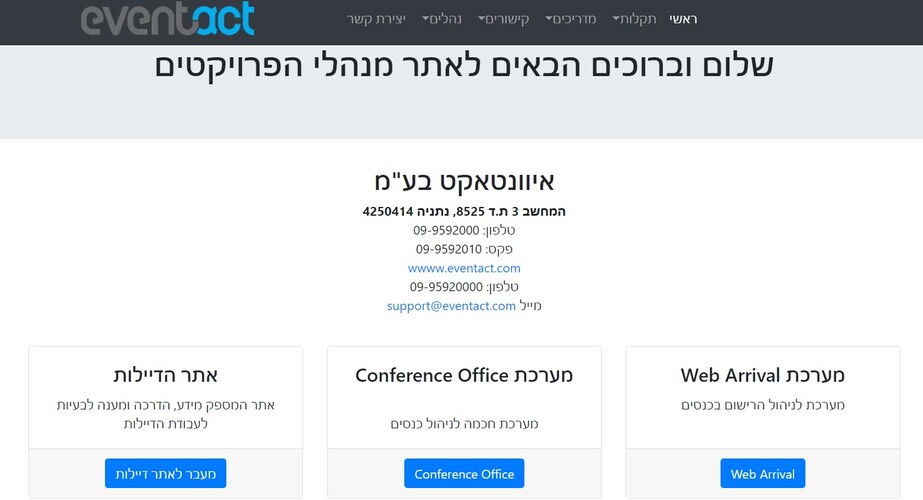 eventact
ראשי תקלות מדריכים קישורים נהלים יצירת קשר
שלום וברוכים הבאים לאתר מנהלי הפרויקטים
איוונטאקט בע"מ
המחשב 3 ת.ד 8525, נתניה 4250414
טלפון: 09-9592000
פקס: 09-9592010
wwww.eventact.com
טלפון: 09-95920000
מייל support@eventact.com
מערכת Web Arrival
מערכת לניהול הרישום בכנסים
Web Arrival
מערכת Conference Office
מערכת חכמה לניהול כנסים
Conference Office
אתר הדיילות
אתר המספק מידע, הדרכה ומענה לבעיות
לעבודת הדיילות
מעבר לאתר דיילות